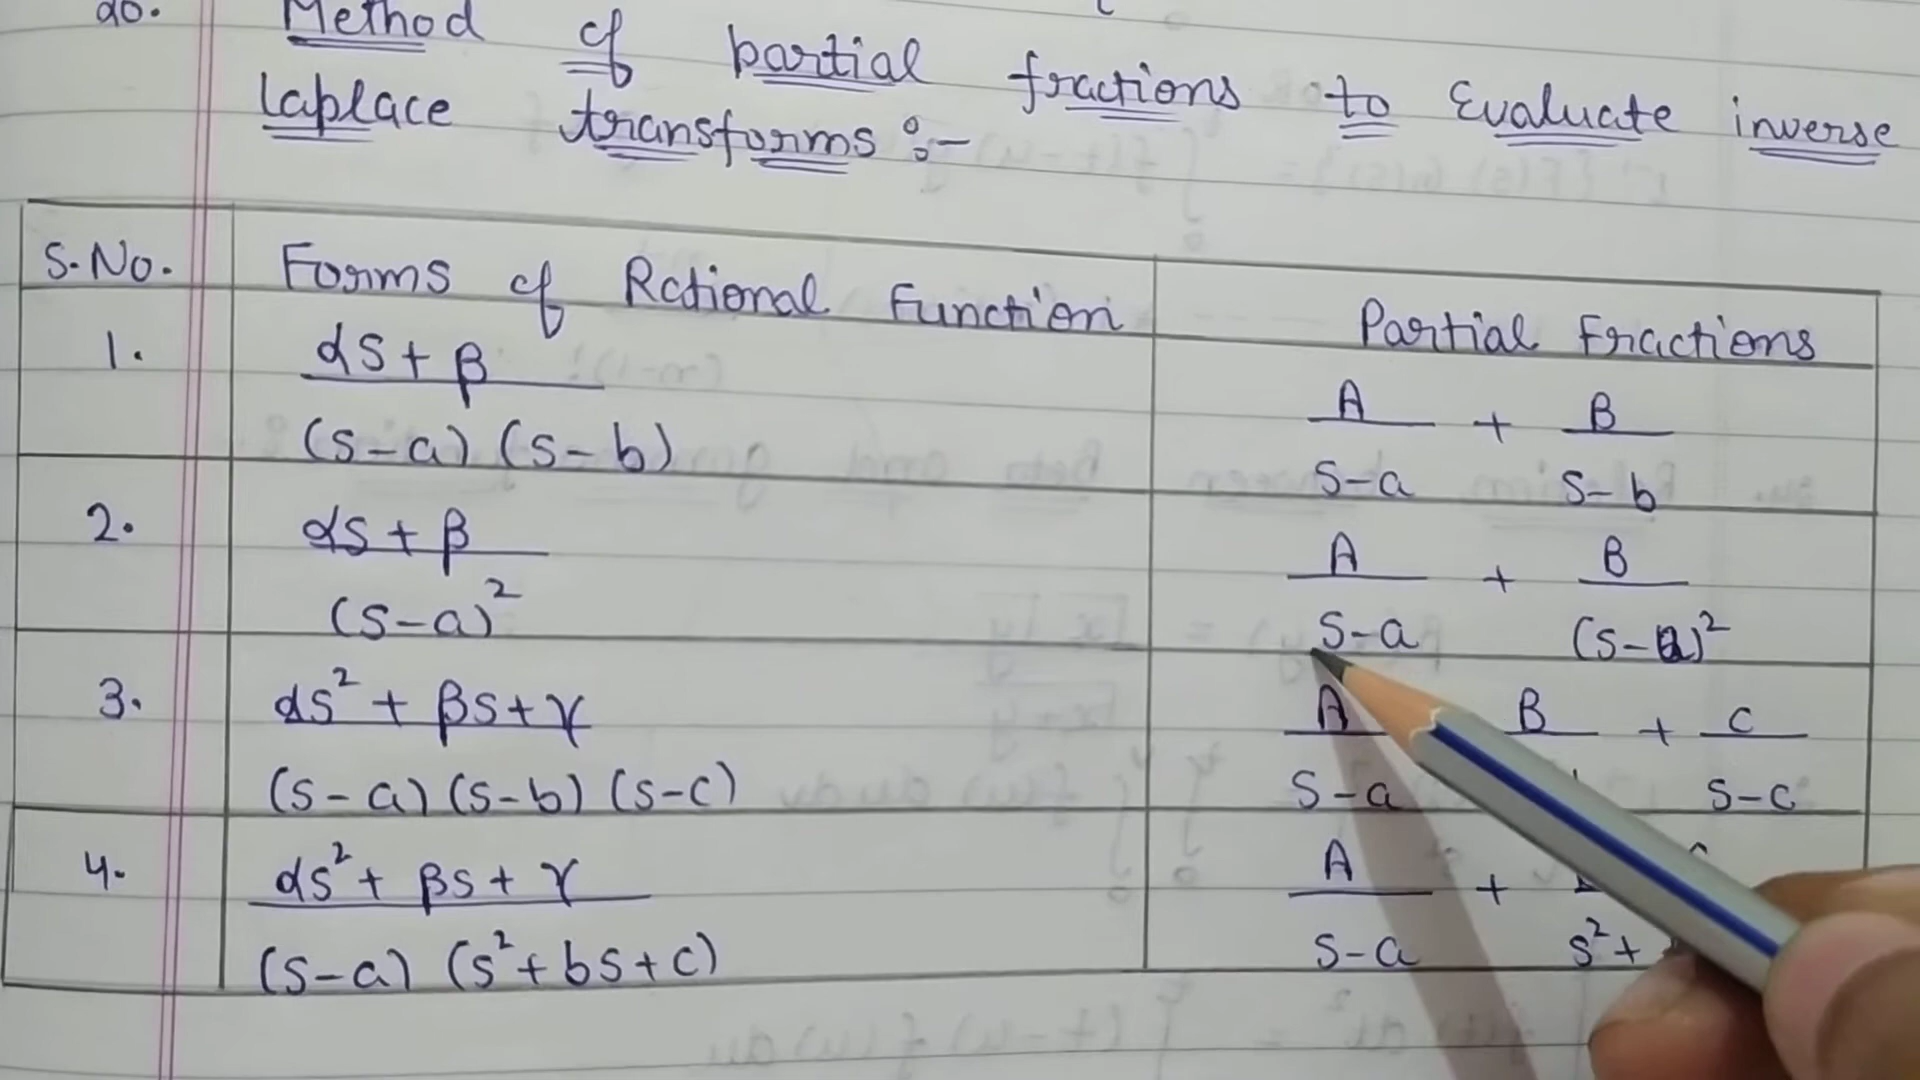 20. Method of partial fractions to Evaluate inverse
Laplace transforms :-
S.No. Forms of Rational Function Partial Fractions
1. αs + β / (s-a) (s-b) A / s-a + B / s-b
2. αs + β / (s-a)² A / s-a + B / (s-a)²
3. αs² + βs + γ / (s-a) (s-b) (s-c) A / s-a B + C / s-c
4. αs² + βs + γ / (s-a) (s² + bs + c) A / s-a + s² +